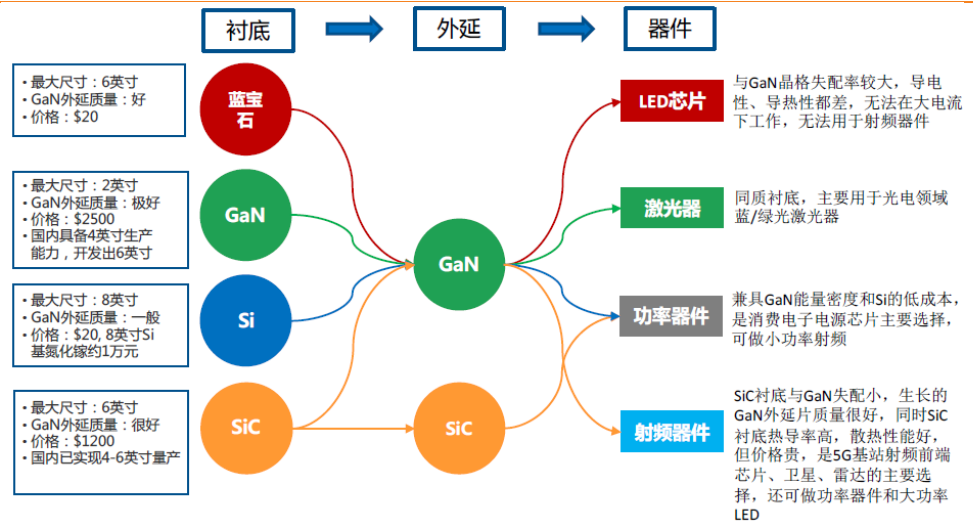 衬底
外延
器件
• 最大尺寸：6英寸
• GaN外延质量：好
• 价格：$20
蓝宝
石
LED芯片
与GaN晶格失配率较大，导电
性、导热性都差，无法在大电流
下工作，无法用于射频器件
• 最大尺寸：2英寸
• GaN外延质量：极好
• 价格：$2500
• 国内具备4英寸生产
能力，开发出6英寸
GaN
激光器
同质衬底，主要用于光电领域
蓝/绿光激光器
GaN
• 最大尺寸：8英寸
• GaN外延质量：一般
• 价格：$20, 8英寸Si
基氮化镓约1万元
Si
功率器件
兼具GaN能量密度和Si的低成本，
是消费电子电源芯片主要选择，
可做小功率射频
• 最大尺寸：6英寸
• GaN外延质量：很好
• 价格：$1200
• 国内已实现4-6英寸量产
SiC
SiC
射频器件
SiC衬底与GaN失配小，生长的
GaN外延片质量很好，同时SiC
衬底热导率高，散热性能好，
但价格贵，是5G基站射频前端
芯片、卫星、雷达的主要选
择，还可做功率器件和大功率
LED